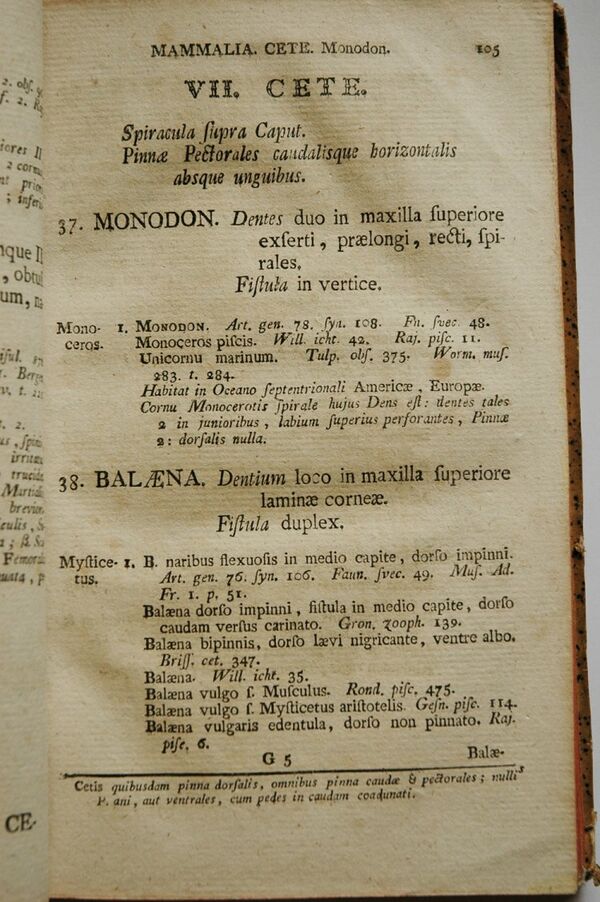 MAMMALIA. CETE. Monodon. 105
VII. CETE.
Spiracula ſupra Caput.
Pinnæ Pectorales caudalisque horizontalis
absque unguibus.
37. MONODON. Dentes duo in maxilla ſuperiore
exſerti, prælongi, recti, ſpi-
rales.
Fiſtula in vertice.
Mono- 1. MONODON. Art. gen. 78. ſyn. 108. Fn. ſvec. 48.
ceros. Monoceros piſcis. Will. icht. 42. Raj. piſc. 11.
Unicornu marinum. Tulp. obſ. 375. Worm. muſ.
283. t. 284.
Habitat in Oceano ſeptentrionali Americæ, Europæ.
Cornu Monocerotis ſpirale hujus Dens eſt: dentes tales
2 in junioribus, labium ſuperius perforantes, Pinnæ
2: dorſalis nulla.
38. BALÆNA. Dentium loco in maxilla ſuperiore
laminæ corneæ.
Fiſtula duplex.
Myſtice- 1. B. naribus flexuoſis in medio capite, dorſo impinni.
tus. Art. gen. 76. ſyn. 106. Faun. ſvec. 49. Muſ. Ad.
Fr. 1. p. 51.
Balæna dorſo impinni, fiſtula in medio capite, dorſo
caudam verſus carinato. Gron. zooph. 139.
Balæna bipinnis, dorſo lævi nigricante, ventre albo.
Briſſ. cet. 347.
Balæna. Will. icht. 35.
Balæna vulgo ſ. Muſculus. Rond. piſc. 475.
Balæna vulgo ſ. Myſticetus ariſtotelis. Geſn. piſc. 114.
Balæna vulgaris edentula, dorſo non pinnato. Raj.
piſc. 6.
G 5 Balæ-
Cetis quibusdam pinna dorſalis, omnibus pinna caudæ & pectorales; nulli
P. ani, aut ventrales, cum pedes in caudam coadunati.
CE-